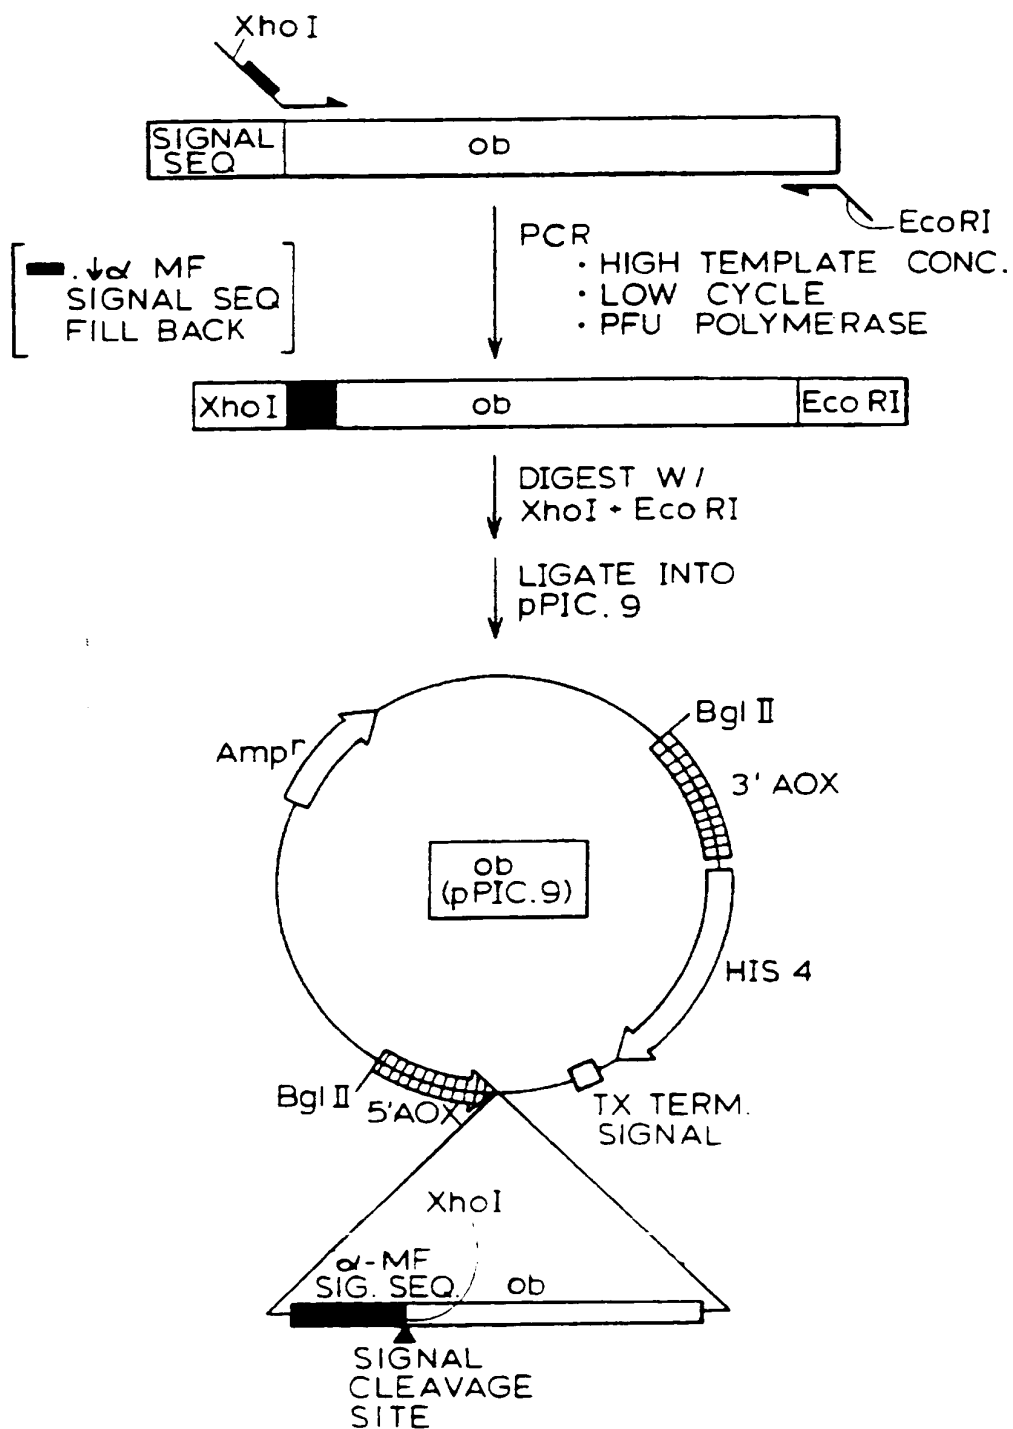 XhoI
SIGNAL
SEQ
ob
EcoRI
PCR
· HIGH TEMPLATE CONC.
· LOW CYCLE
· PFU POLYMERASE
. ↓α MF
SIGNAL SEQ
FILL BACK
XhoI
ob
EcoRI
DIGEST W/
XhoI + EcoRI
LIGATE INTO
pPIC.9
BglII
Ampr
3' AOX
ob
(pPIC.9)
HIS 4
BglII
5'AOX
TX TERM.
SIGNAL
XhoI
α-MF
SIG. SEQ.
ob
SIGNAL
CLEAVAGE
SITE